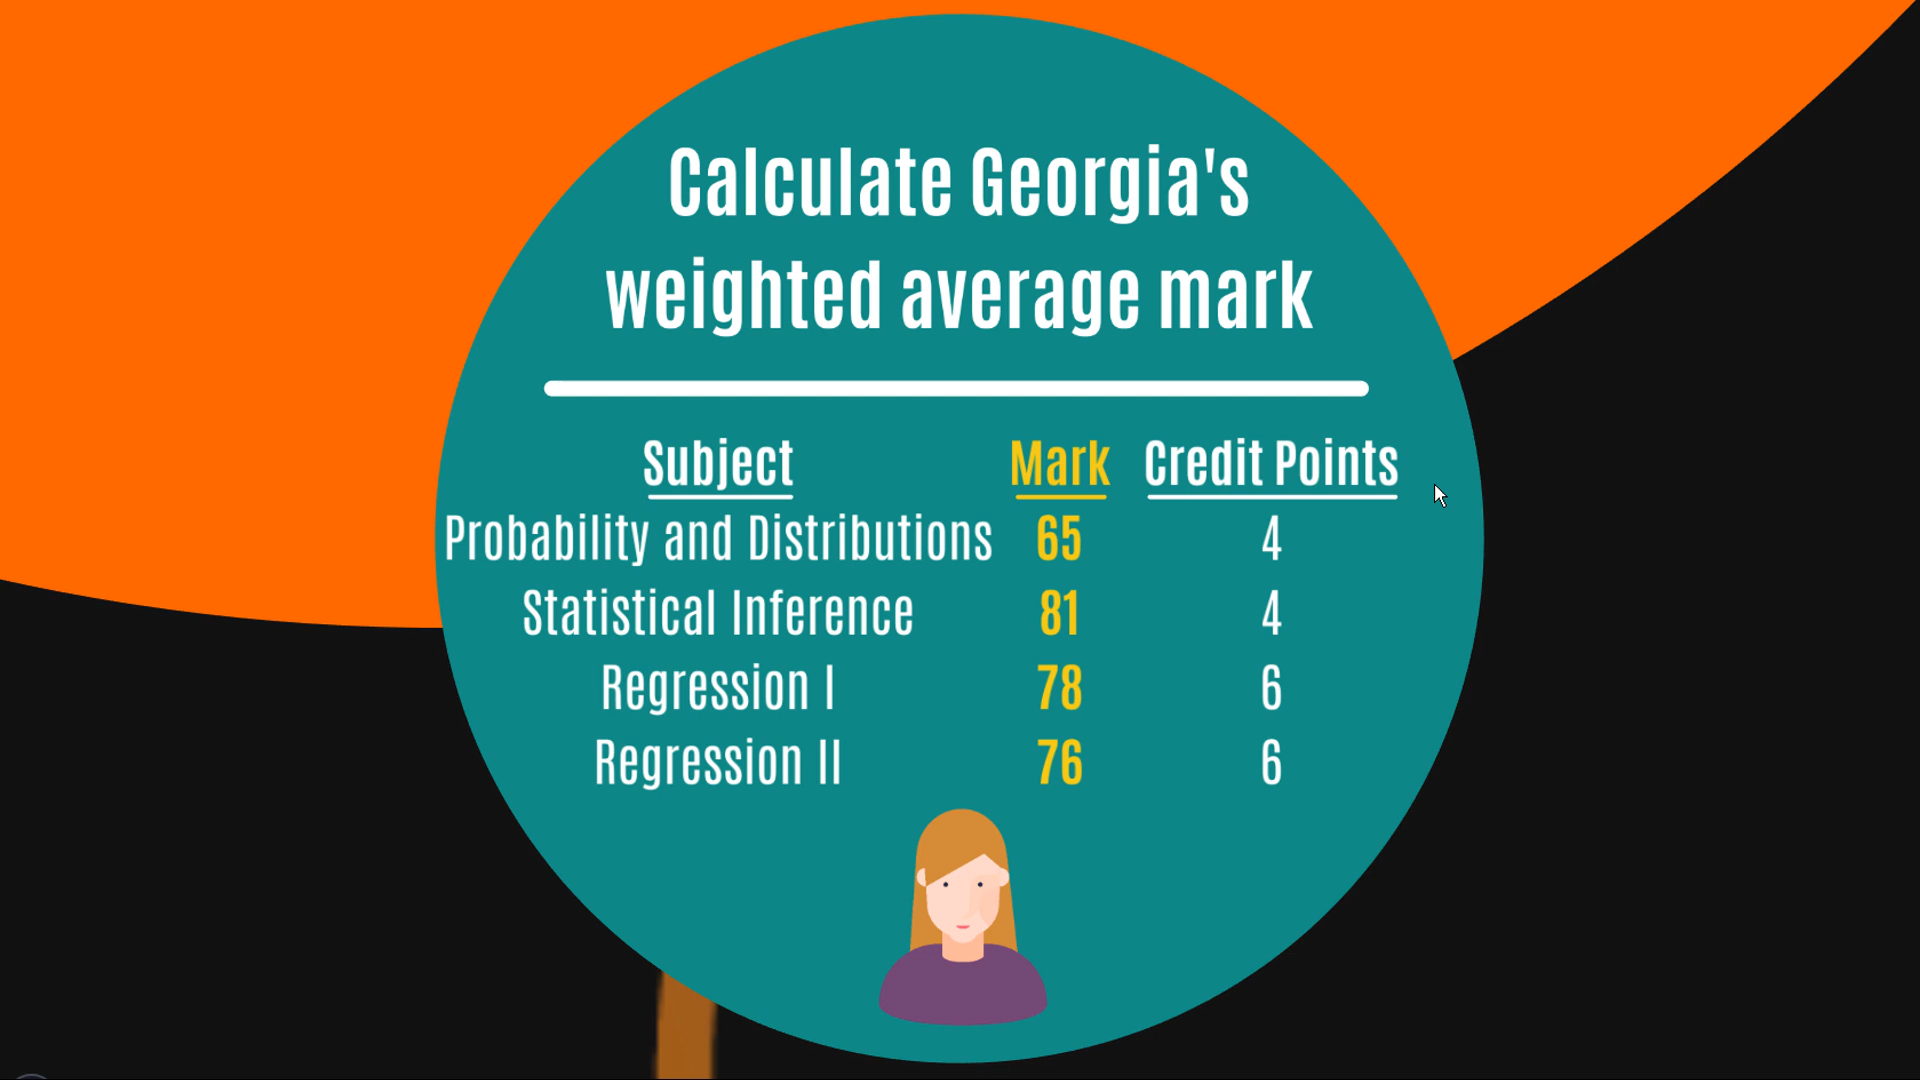 Calculate Georgia's
weighted average mark
Subject Mark Credit Points
Probability and Distributions 65 4
Statistical Inference 81 4
Regression I 78 6
Regression II 76 6